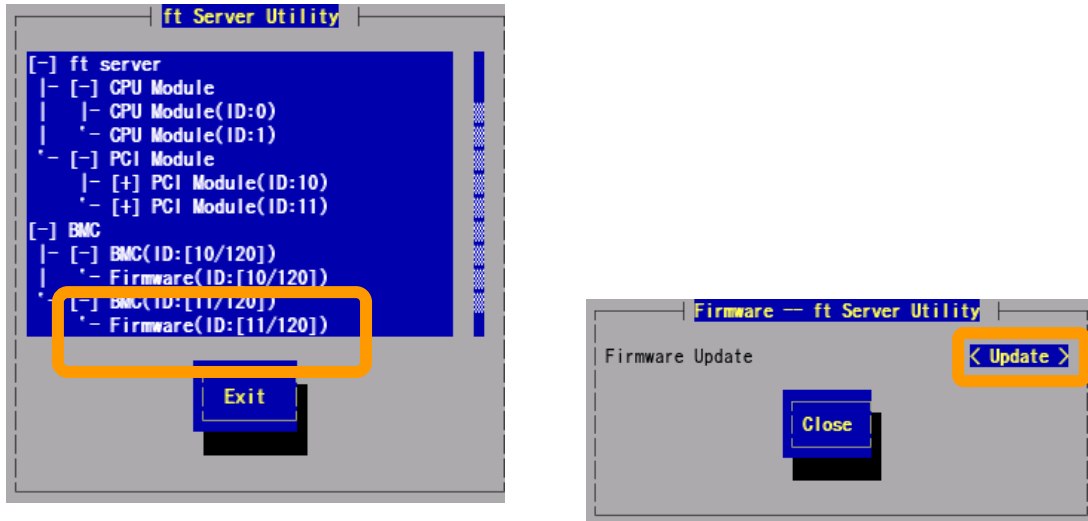 ft Server Utility
[-] ft server
|- [-] CPU Module
| |- CPU Module(ID:0)
| '- CPU Module(ID:1)
'- [-] PCI Module
|- [+] PCI Module(ID:10)
'- [+] PCI Module(ID:11)
[-] BMC
|- [-] BMC(ID:[10/120])
| '- Firmware(ID:[10/120])
'- [-] BMC(ID:[11/120])
'- Firmware(ID:[11/120])
Exit
Firmware -- ft Server Utility
Firmware Update < Update >
Close